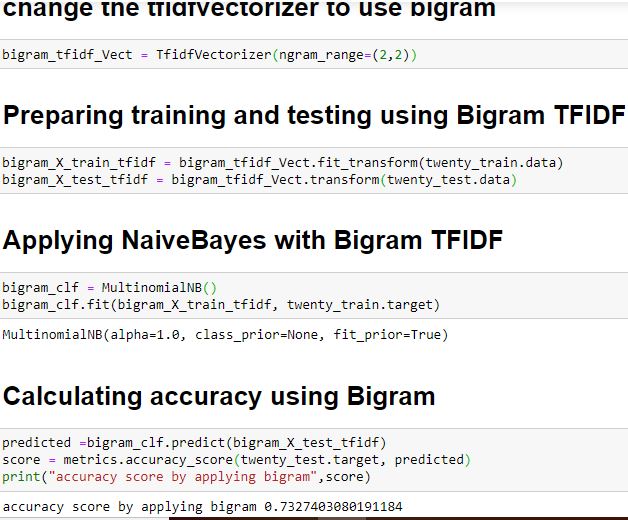 change the tfidfvectorizer to use bigram
bigram_tfidf_Vect = TfidfVectorizer(ngram_range=(2,2))
Preparing training and testing using Bigram TFIDF
bigram_X_train_tfidf = bigram_tfidf_Vect.fit_transform(twenty_train.data)
bigram_X_test_tfidf = bigram_tfidf_Vect.transform(twenty_test.data)
Applying NaiveBayes with Bigram TFIDF
bigram_clf = MultinomialNB()
bigram_clf.fit(bigram_X_train_tfidf, twenty_train.target)
MultinomialNB(alpha=1.0, class_prior=None, fit_prior=True)
Calculating accuracy using Bigram
predicted =bigram_clf.predict(bigram_X_test_tfidf)
score = metrics.accuracy_score(twenty_test.target, predicted)
print("accuracy score by applying bigram",score)
accuracy score by applying bigram 0.7327403080191184